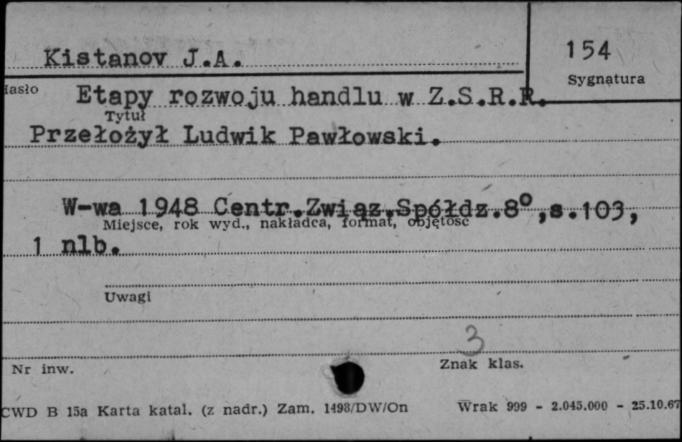 Kistanov J.A.
154
Sygnatura
Hasło
Etapy rozwoju handlu w Z.S.R.R.
Tytuł
Przełożył Ludwik Pawłowski.
W-wa 1948 Centr.Związ.Spółdz.8°,s.103,
Miejsce, rok wyd., nakładca, format, objętość
1 nlb.
Uwagi
3
Nr inw.
Znak klas.
CWD B 15a Karta katal. (z nadr.) Zam. 1498/DW/On Wrak 999 - 2.045.000 - 25.10.67